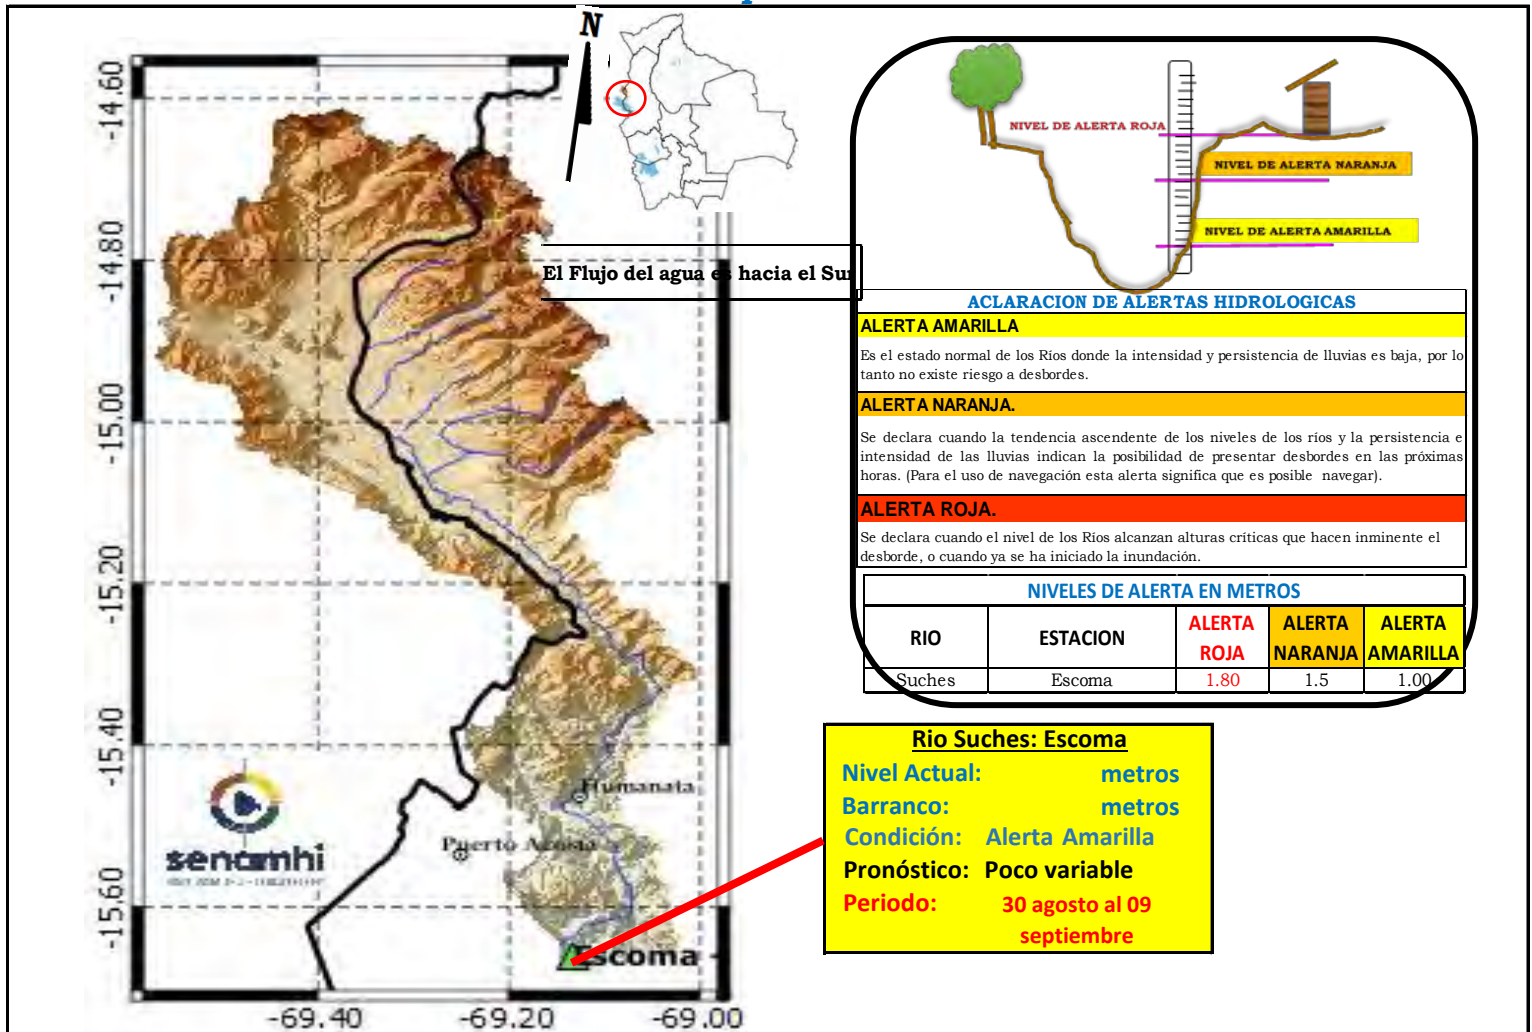 N
-14.60
-14.80
-15.00
-15.20
-15.40
-15.60
-69.40
-69.20
-69.00
El Flujo del agua es hacia el Sur
Humanata
Puerto Acosta
Escoma
senamhi
NIVEL DE ALERTA ROJA
NIVEL DE ALERTA NARANJA
NIVEL DE ALERTA AMARILLA
ACLARACION DE ALERTAS HIDROLOGICAS
ALERTA AMARILLA
Es el estado normal de los Ríos donde la intensidad y persistencia de lluvias es baja, por lo
tanto no existe riesgo a desbordes.
ALERTA NARANJA.
Se declara cuando la tendencia ascendente de los niveles de los ríos y la persistencia e
intensidad de las lluvias indican la posibilidad de presentar desbordes en las próximas
horas. (Para el uso de navegación esta alerta significa que es posible navegar).
ALERTA ROJA.
Se declara cuando el nivel de los Ríos alcanzan alturas críticas que hacen inminente el
desborde, o cuando ya se ha iniciado la inundación.
NIVELES DE ALERTA EN METROS
RIO ESTACION ALERTA ROJA ALERTA NARANJA ALERTA AMARILLA
Suches Escoma 1.80 1.5 1.00
Rio Suches: Escoma
Nivel Actual: metros
Barranco: metros
Condición: Alerta Amarilla
Pronóstico: Poco variable
Periodo: 30 agosto al 09
septiembre